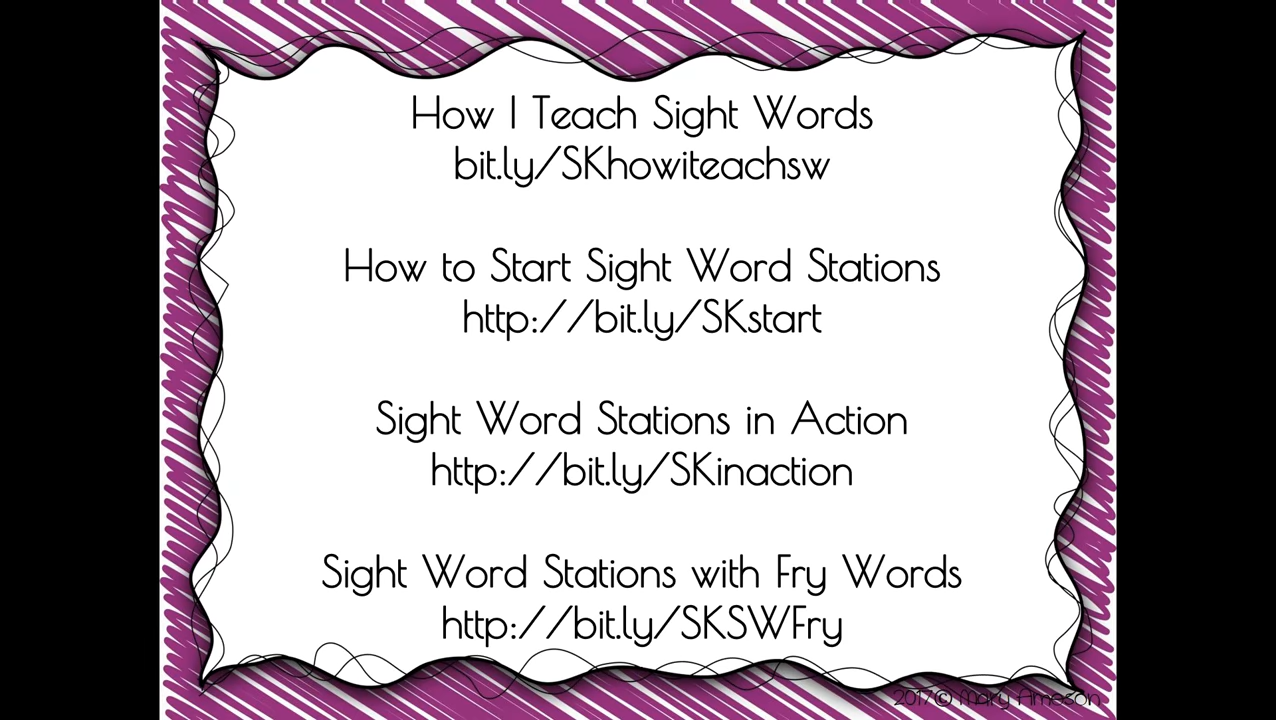 How I Teach Sight Words
bit.ly/SKhowiteachsw
How to Start Sight Word Stations
http://bit.ly/SKstart
Sight Word Stations in Action
http://bit.ly/SKinaction
Sight Word Stations with Fry Words
http://bit.ly/SKSWFry
2017© Mary Amoson